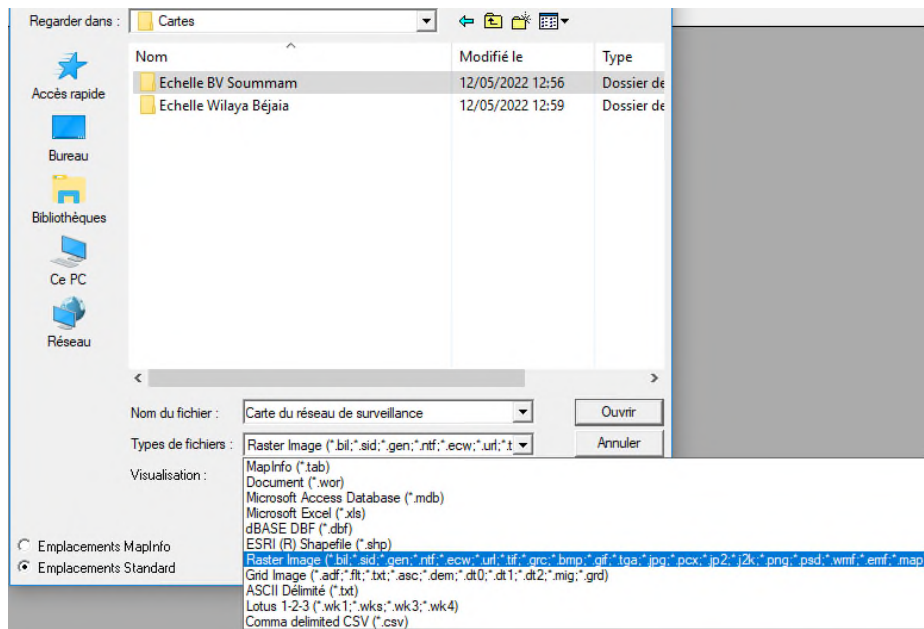 Regarder dans : Cartes
Nom Modifié le Type
Echelle BV Soummam 12/05/2022 12:56 Dossier de
Echelle Wilaya Béjaia 12/05/2022 12:59 Dossier de
Accès rapide
Bureau
Bibliothèques
Ce PC
Réseau
Nom du fichier : Carte du réseau de surveillance Ouvrir
Types de fichiers : Raster Image (*.bil;*.sid;*.gen;*.ntf;*.ecw;*.url;*.t Annuler
Visualisation :
MapInfo (*.tab)
Document (*.wor)
Microsoft Access Database (*.mdb)
Microsoft Excel (*.xls)
dBASE DBF (*.dbf)
ESRI (R) Shapefile (*.shp)
Raster Image (*.bil;*.sid;*.gen;*.ntf;*.ecw;*.url;*.tif;*.grc;*.bmp;*.gif;*.tga;*.jpg;*.pcx;*.jp2;*.j2k;*.png;*.psd;*.wmf;*.emf;*.map
Grid Image (*.adf;*.flt;*.txt;*.asc;*.dem;*.dt0;*.dt1;*.dt2;*.mig;*.grd)
ASCII Délimité (*.txt)
Lotus 1-2-3 (*.wk1;*.wks;*.wk3;*.wk4)
Comma delimited CSV (*.csv)
Emplacements MapInfo
Emplacements Standard